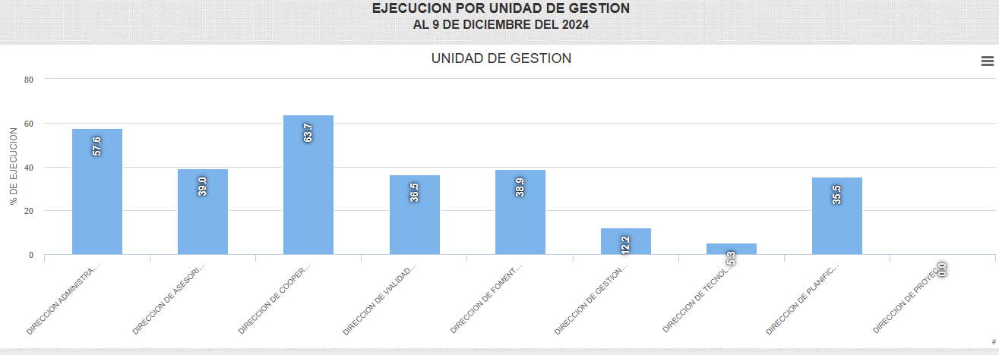 EJECUCION POR UNIDAD DE GESTION
AL 9 DE DICIEMBRE DEL 2024
UNIDAD DE GESTION
% DE EJECUCION
80
60
40
20
0
57.6
39.0
63.7
36.5
38.9
12.2
5.3
35.5
0.0
DIRECCION ADMINISTRA...
DIRECCION DE ASESORI...
DIRECCION DE COOPER...
DIRECCION DE VIALIDAD...
DIRECCION DE FOMENT...
DIRECCION DE GESTION...
DIRECCION DE TECNOL...
DIRECCION DE PLANIFIC...
DIRECCION DE PROYEC...
#